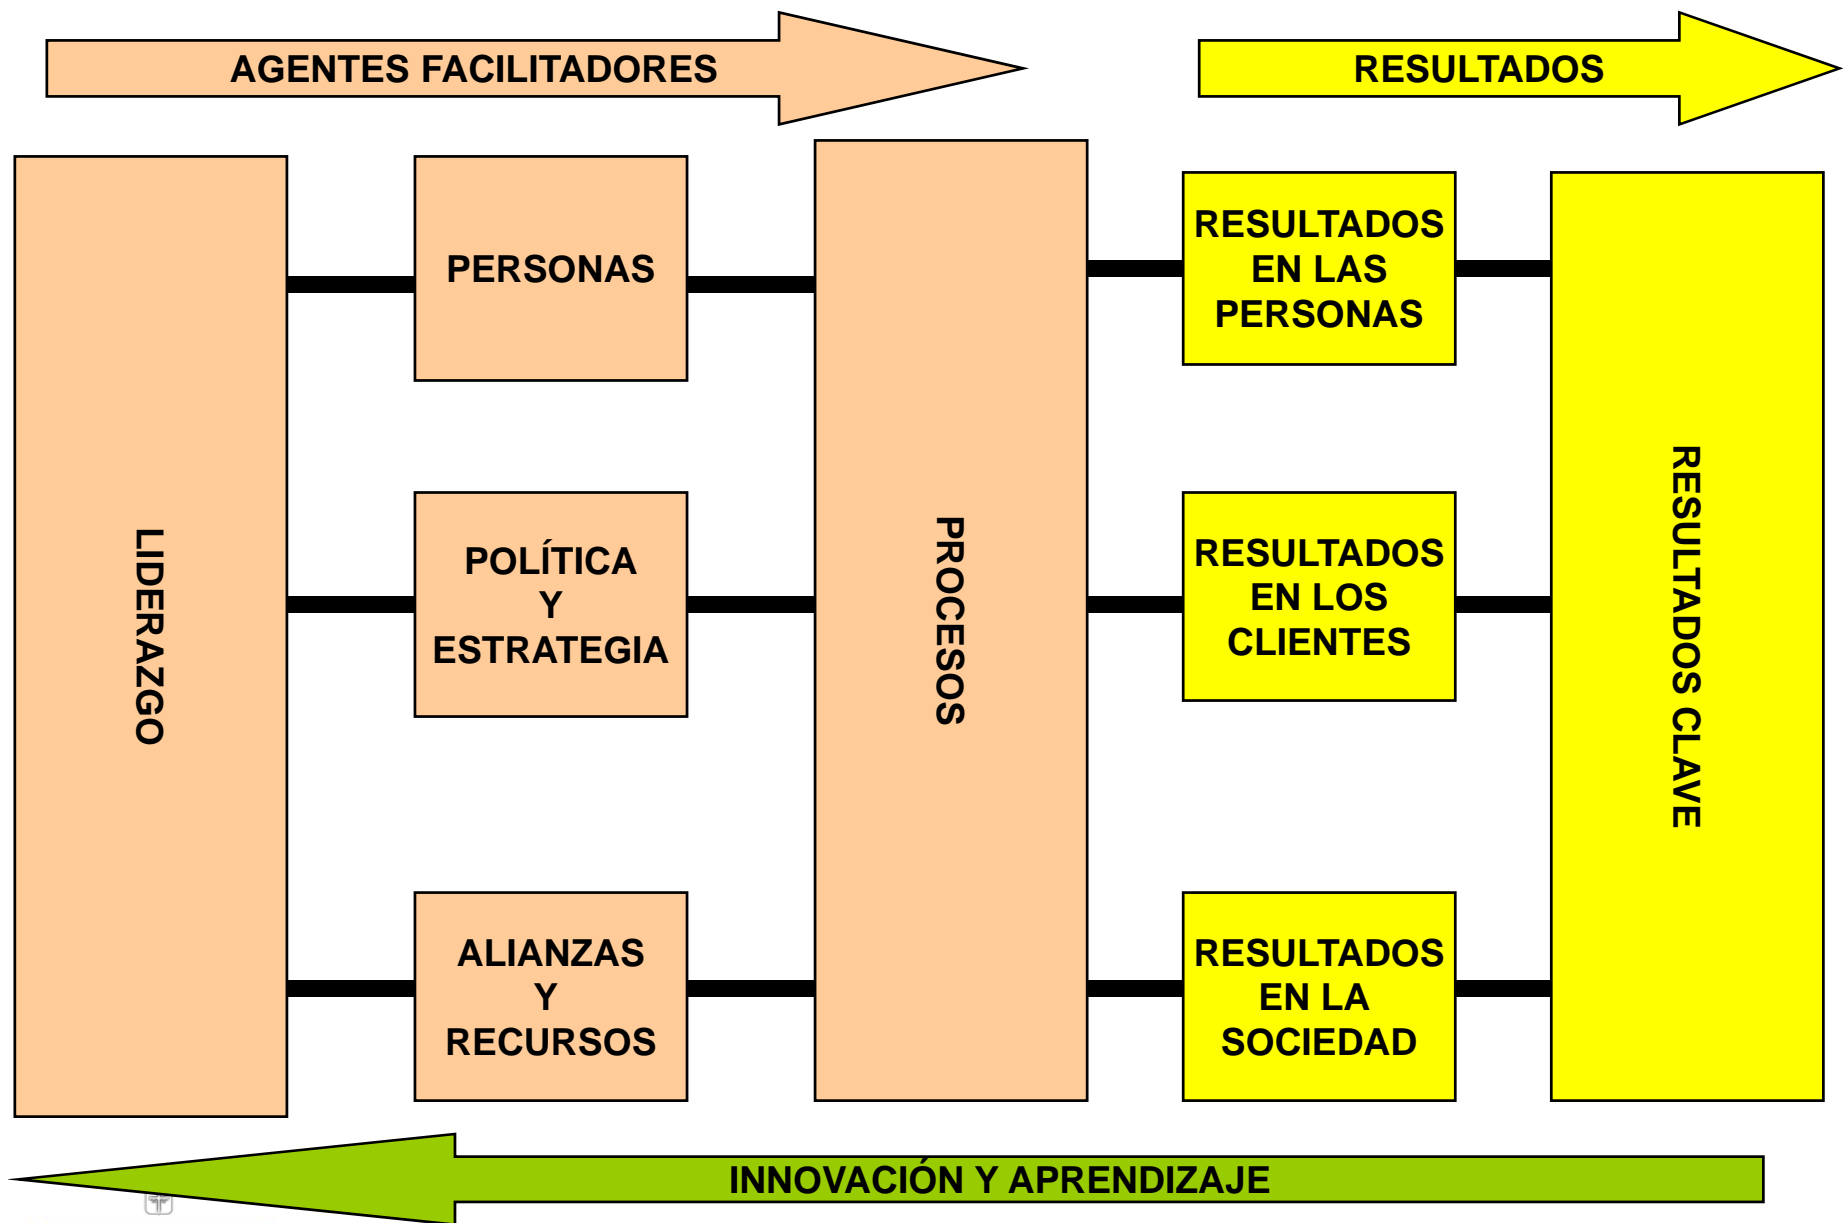 AGENTES FACILITADORES
RESULTADOS
LIDERAZGO
PERSONAS
POLÍTICA
Y
ESTRATEGIA
ALIANZAS
Y
RECURSOS
PROCESOS
RESULTADOS
EN LAS
PERSONAS
RESULTADOS
EN LOS
CLIENTES
RESULTADOS
EN LA
SOCIEDAD
RESULTADOS CLAVE
INNOVACIÓN Y APRENDIZAJE